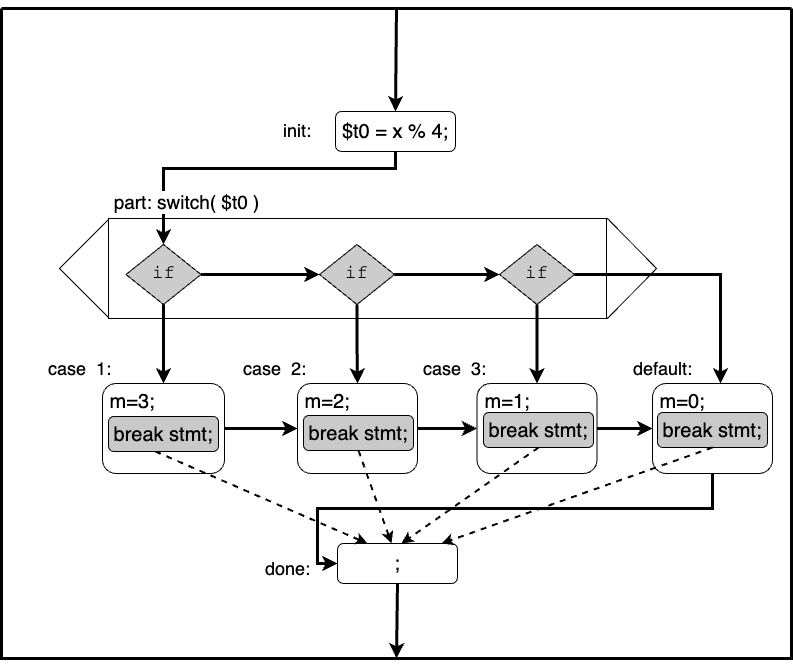 init:
$t0 = x % 4;
part: switch( $t0 )
if
if
if
case 1:
case 2:
case 3:
default:
m=3;
break stmt;
m=2;
break stmt;
m=1;
break stmt;
m=0;
break stmt;
done:
;